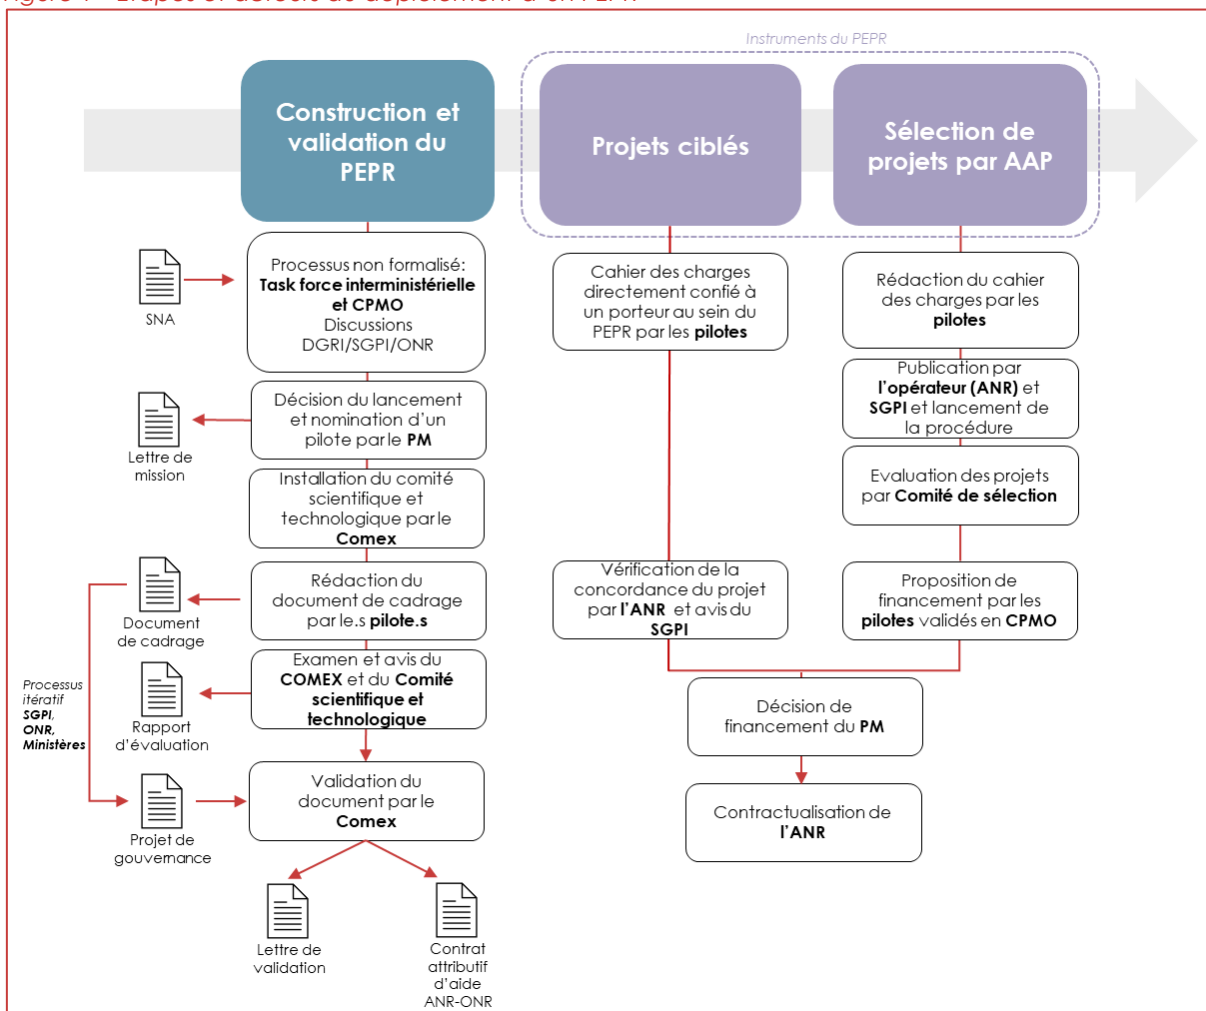 Instruments du PEPR
Construction et
validation du
PEPR
Projets ciblés
Sélection de
projets par AAP
SNA
Processus non formalisé:
Task force interministérielle
et CPMO
Discussions
DGRI/SGPI/ONR
Lettre de
mission
Décision du lancement
et nomination d'un
pilote par le PM
Installation du comité
scientifique et
technologique par le
Comex
Document
de cadrage
Rédaction du
document de cadrage
par le.s pilote.s
Processus
itératif
SGPI,
ONR,
Ministères
Rapport
d'évaluation
Examen et avis du
COMEX et du Comité
scientifique et
technologique
Projet de
gouvernance
Validation du
document par le
Comex
Lettre de
validation
Contrat
attributif
d'aide
ANR-ONR
Cahier des charges
directement confié à
un porteur au sein du
PEPR par les pilotes
Vérification de la
concordance du projet
par l'ANR et avis du
SGPI
Rédaction du cahier
des charges par les
pilotes
Publication par
l'opérateur (ANR) et
SGPI et lancement de
la procédure
Evaluation des projets
par Comité de sélection
Proposition de
financement par les
pilotes validés en CPMO
Décision de
financement du PM
Contractualisation de
l'ANR